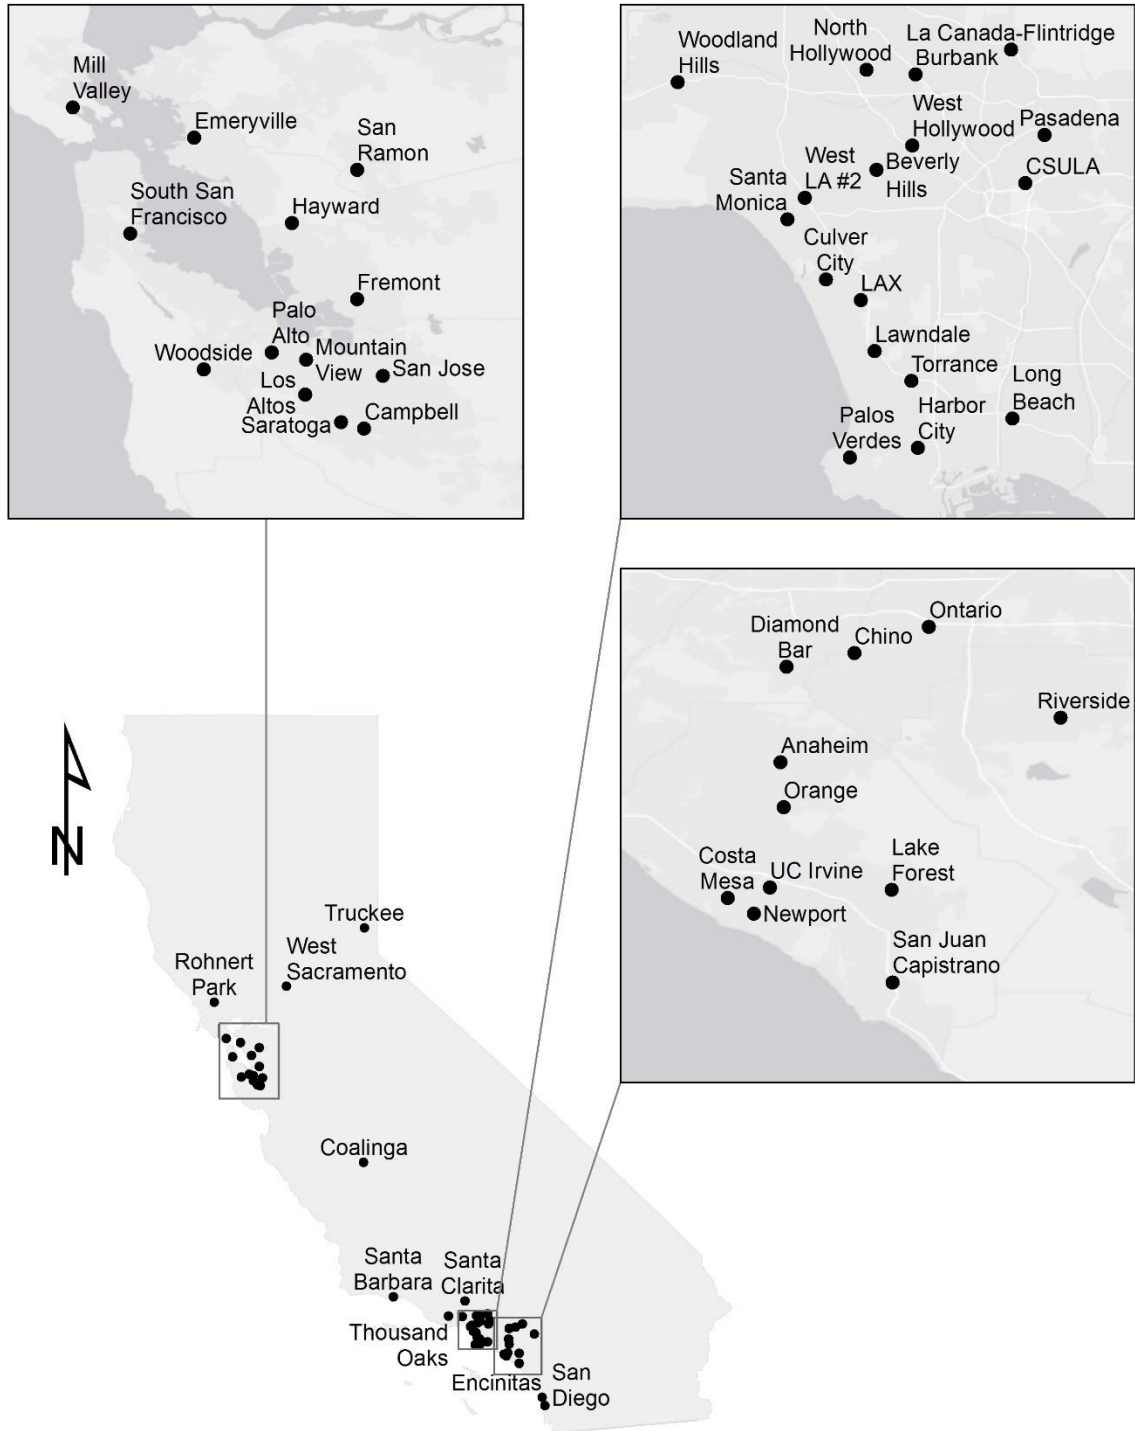 Mill
Valley
Emeryville
San
Ramon
South San
Francisco
Hayward
Fremont
Palo
Alto
Woodside
Mountain
View
San Jose
Los
Altos
Saratoga
Campbell
Woodland
Hills
North
Hollywood
La Canada-Flintridge
Burbank
West
Hollywood
Pasadena
West
LA #2
Beverly
Hills
CSULA
Santa
Monica
Culver
City
LAX
Lawndale
Torrance
Long
Beach
Palos
Verdes
Harbor
City
Diamond
Bar
Chino
Ontario
Riverside
Anaheim
Orange
Costa
Mesa
UC Irvine
Lake
Forest
Newport
San Juan
Capistrano
N
Truckee
West
Sacramento
Rohnert
Park
Coalinga
Santa
Barbara
Santa
Clarita
Thousand
Oaks
Encinitas
San
Diego